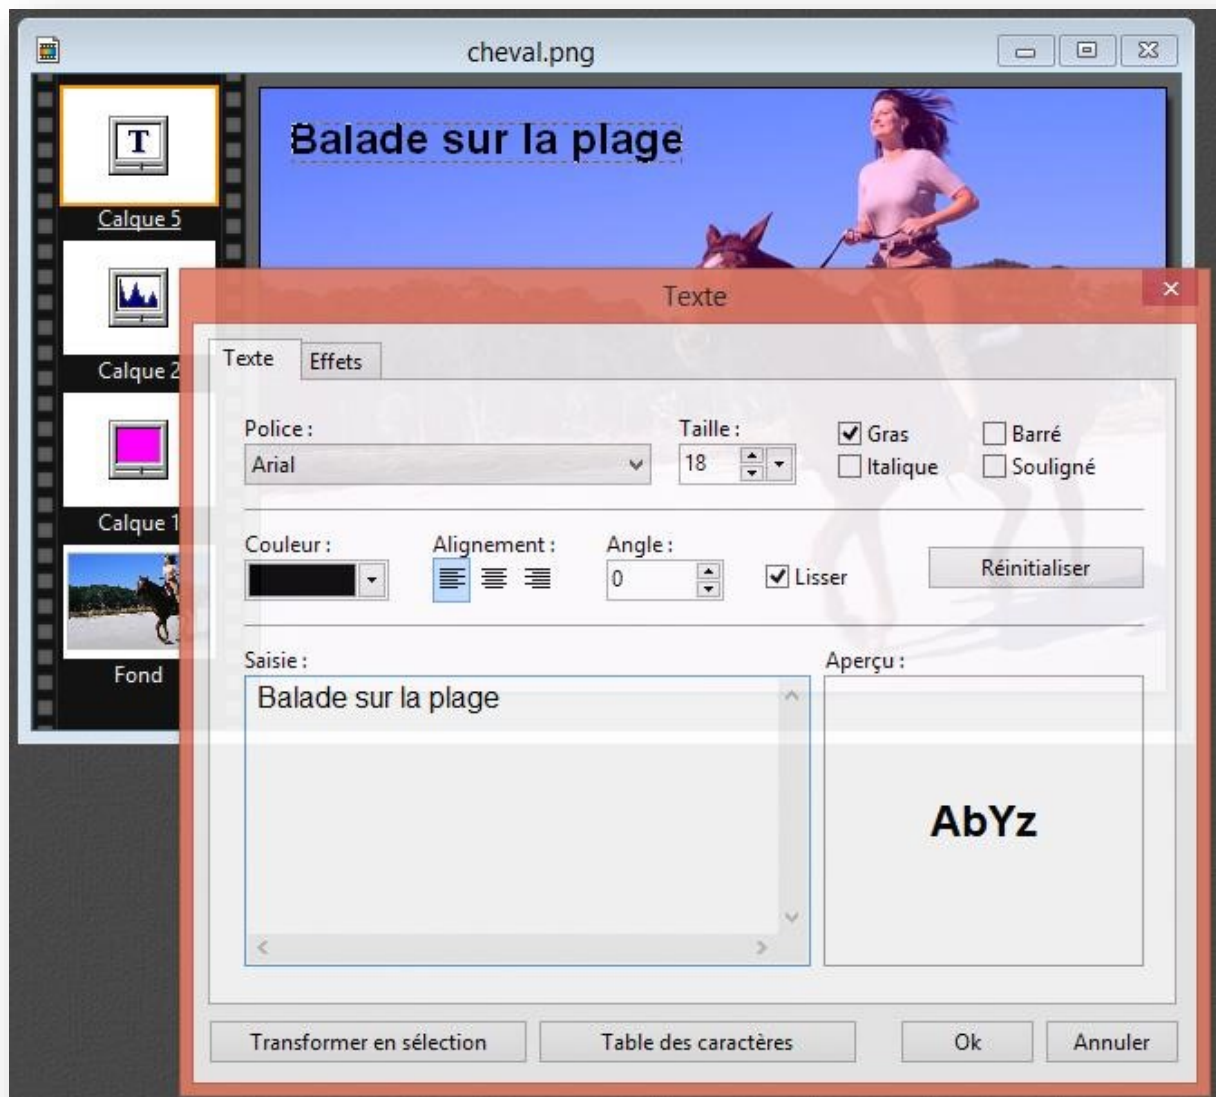 cheval.png
T
Balade sur la plage
Calque 5
Calque 2
Calque 1
Fond
Texte
Texte
Effets
Police :
Taille :
Arial
18
Gras
Barré
Italique
Souligné
Couleur :
Alignement :
Angle :
0
Lisser
Réinitialiser
Saisie :
Aperçu :
Balade sur la plage
AbYz
Transformer en sélection
Table des caractères
Ok
Annuler